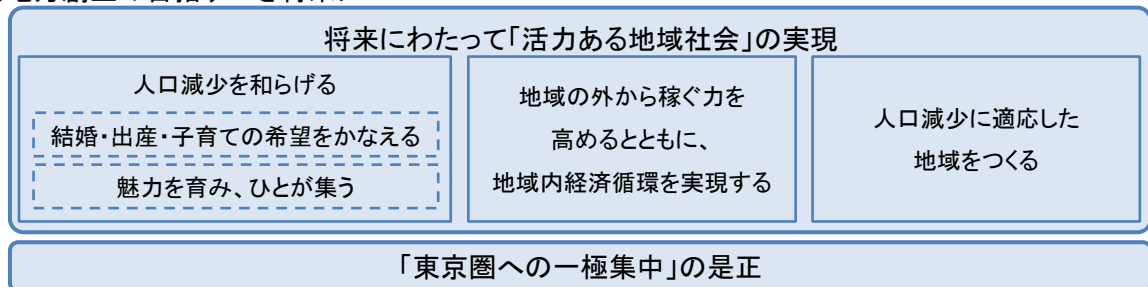 将来にわたって「活力ある地域社会」の実現
人口減少を和らげる
結婚・出産・子育ての希望をかなえる
魅力を育み、ひとが集う
地域の外から稼ぐ力を
高めるとともに、
地域内経済循環を実現する
人口減少に適応した
地域をつくる
「東京圏への一極集中」の是正